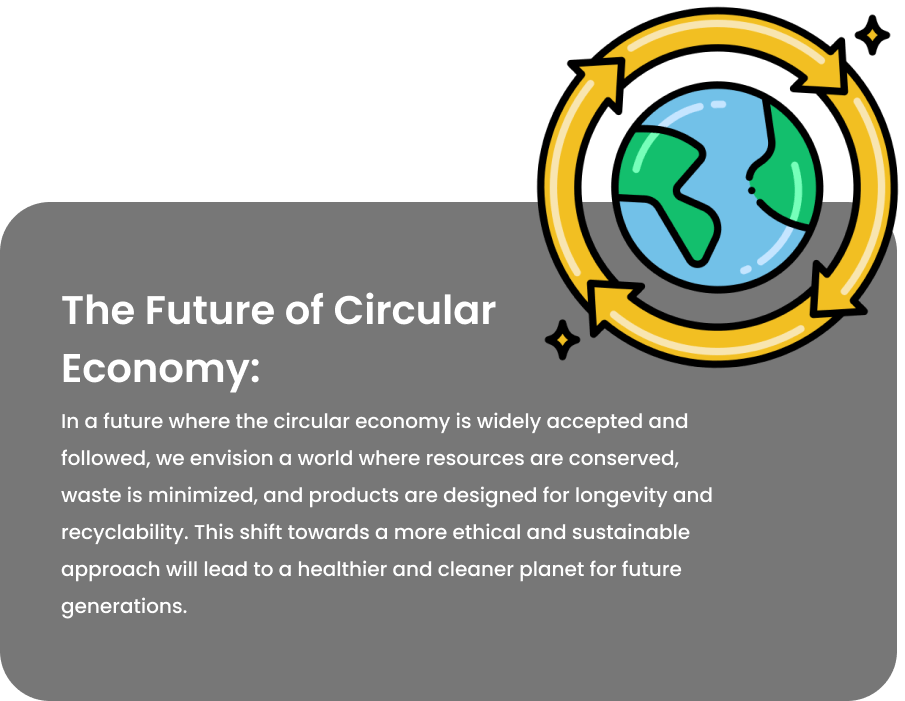 The Future of Circular
Economy:
In a future where the circular economy is widely accepted and
followed, we envision a world where resources are conserved,
waste is minimized, and products are designed for longevity and
recyclability. This shift towards a more ethical and sustainable
approach will lead to a healthier and cleaner planet for future
generations.